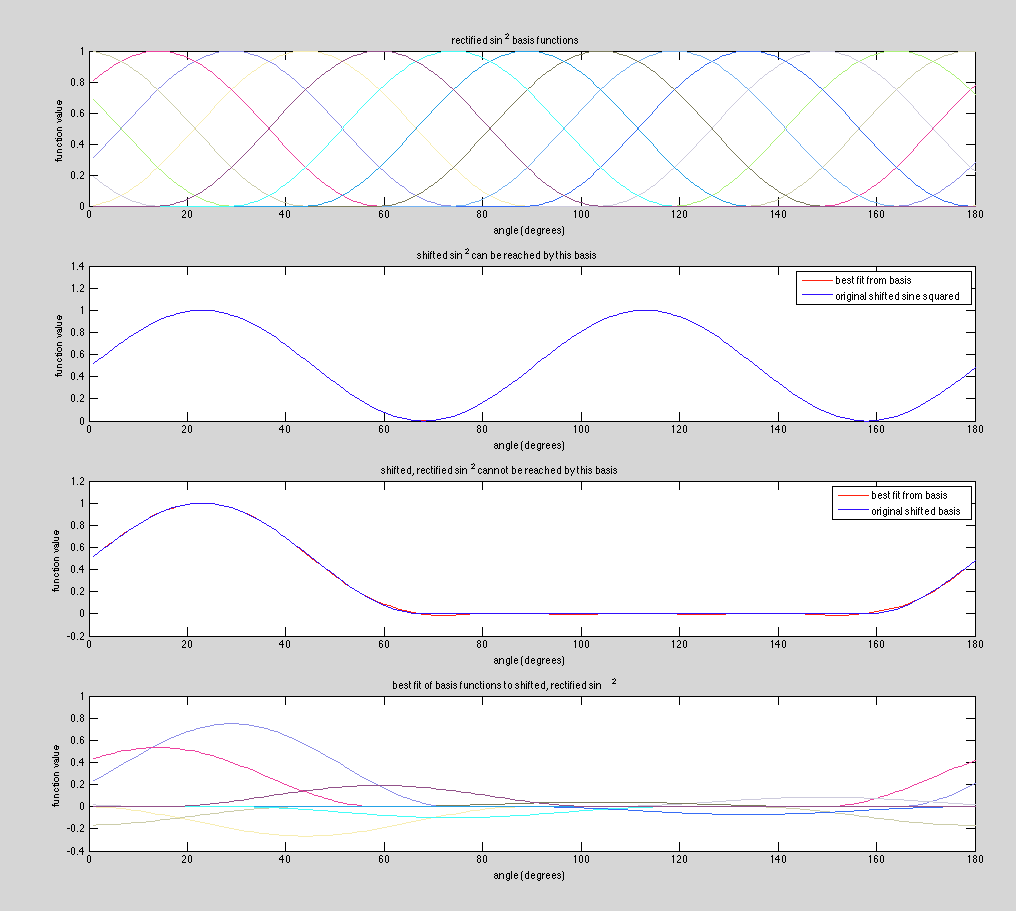 rectified sin 2 basis functions
function value
1
0.8
0.6
0.4
0.2
0
0 20 40 60 80 100 120 140 160 180
angle (degrees)
shifted sin 2 can be reached by this basis
function value
1.4
1.2
1
0.8
0.6
0.4
0.2
0
best fit from basis
original shifted sine squared
0 20 40 60 80 100 120 140 160 180
angle (degrees)
shifted, rectified sin 2 cannot be reached by this basis
function value
1.2
1
0.8
0.6
0.4
0.2
0
-0.2
best fit from basis
original shifted basis
0 20 40 60 80 100 120 140 160 180
angle (degrees)
best fit of basis functions to shifted, rectified sin 2
function value
1
0.8
0.6
0.4
0.2
0
-0.2
-0.4
0 20 40 60 80 100 120 140 160 180
angle (degrees)